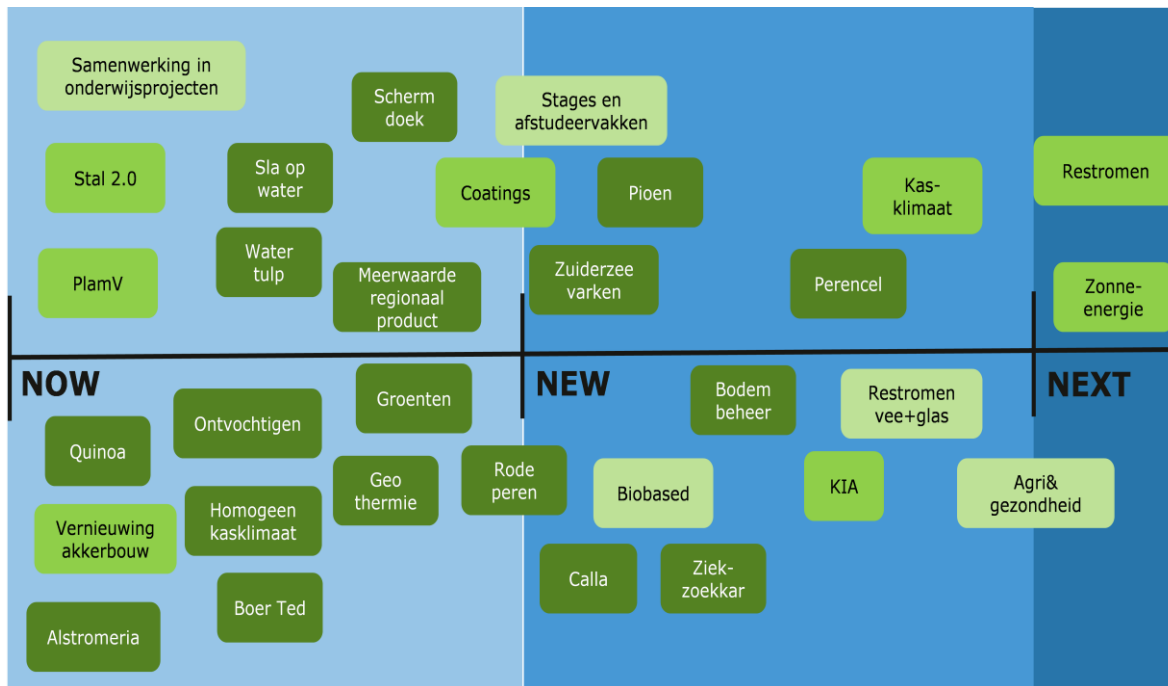 Samenwerking in
onderwijsprojecten
Scherm
doek
Stages en
afstudeervakken
Stal 2.0
Sla op
water
Coatings
Pioen
Kas-
klimaat
Restromen
PlamV
Water
tulp
Meerwaarde
regionaal
product
Zuiderzee
varken
Perencel
Zonne-
energie
NOW
NEW
NEXT
Groenten
Bodem
beheer
Restromen
vee+glas
Ontvochtigen
Quinoa
Geo
thermie
Rode
peren
Biobased
KIA
Agri&
gezondheid
Vernieuwing
akkerbouw
Homogeen
kasklimaat
Calla
Ziek-
zoekkar
Boer Ted
Alstromeria